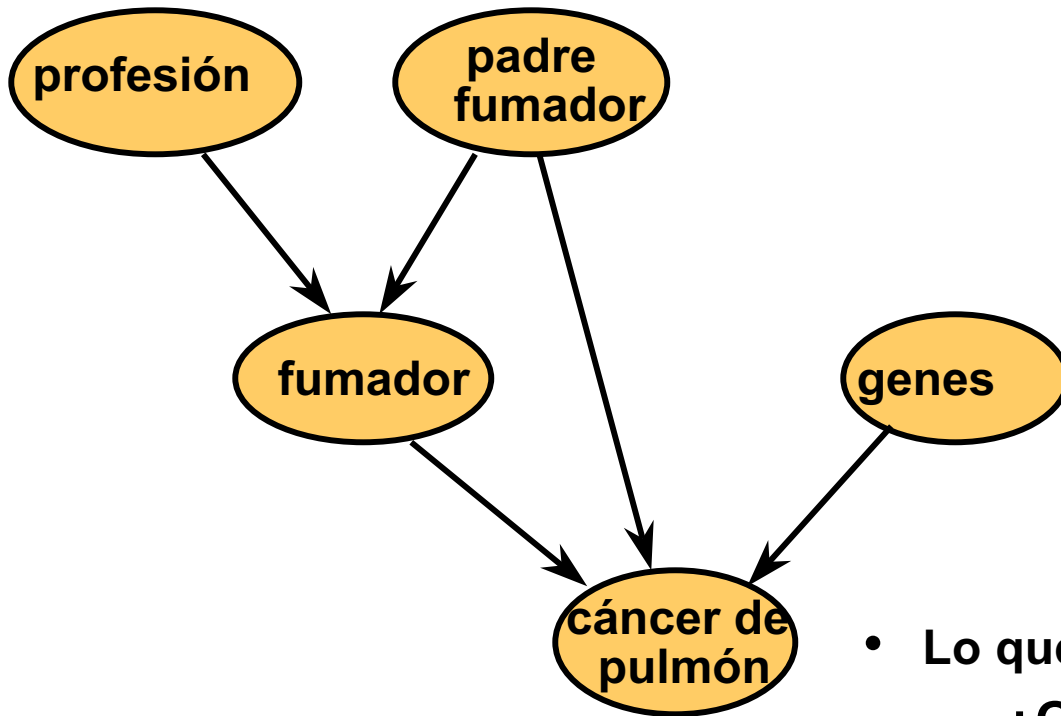 profesión
padre
fumador
fumador
genes
cáncer de
pulmón
• Lo que